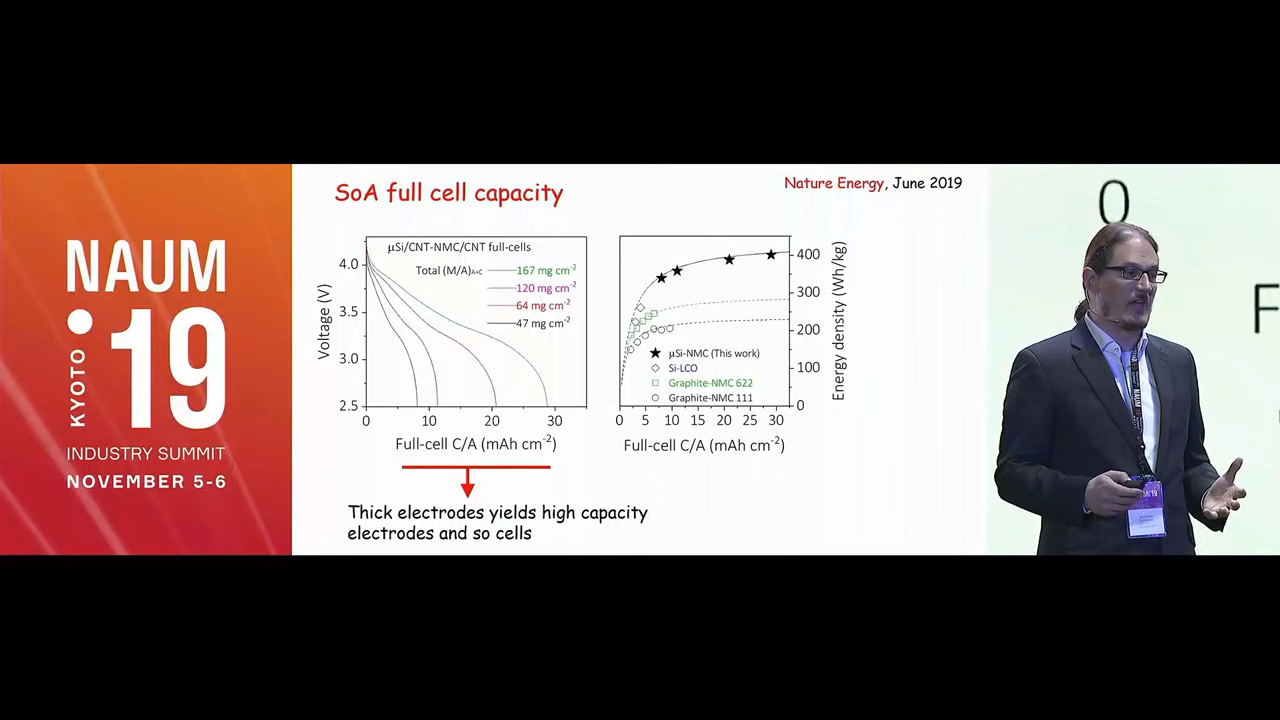 NAUM
KYOTO
'19
INDUSTRY SUMMIT
NOVEMBER 5-6
SoA full cell capacity
Nature Energy, June 2019
µSi/CNT-NMC/CNT full-cells
Total (M/A)A+C
167 mg cm-2
120 mg cm-2
64 mg cm-2
47 mg cm-2
Voltage (V)
4.0
3.5
3.0
2.5
0 10 20 30
Full-cell C/A (mAh cm-2)
µSi-NMC (This work)
Si-LCO
Graphite-NMC 622
Graphite-NMC 111
400
300
200
100
0
Energy density (Wh/kg)
0 5 10 15 20 25 30
Full-cell C/A (mAh cm-2)
Thick electrodes yields high capacity
electrodes and so cells
0
F